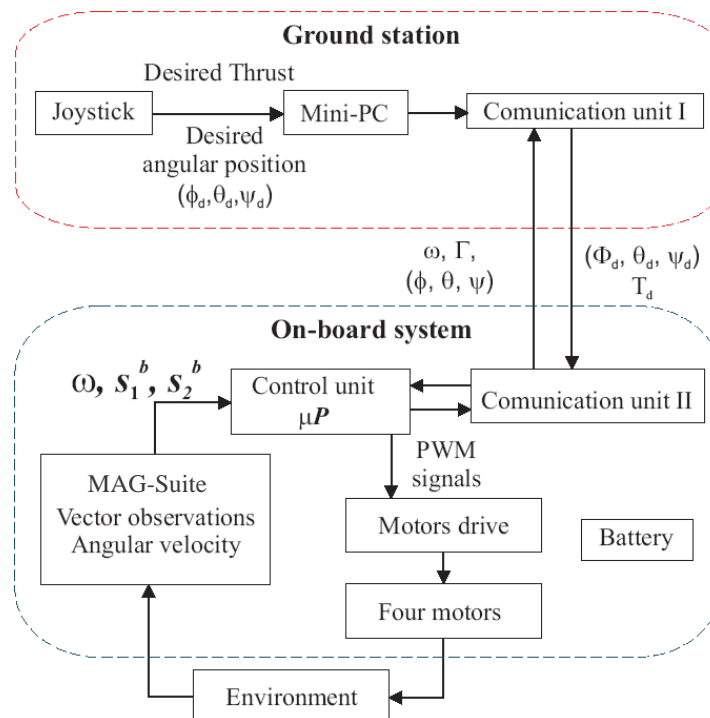 Ground station
Desired Thrust
Joystick
Mini-PC
Comunication unit I
Desired
angular position
(ϕd,θd,ψd)
ω, Γ,
(ϕ, θ, ψ)
(Φd, θd, ψd)
Td
On-board system
ω, s1^b, s2^b
Control unit
μP
Comunication unit II
PWM
signals
MAG-Suite
Vector observations
Angular velocity
Motors drive
Battery
Four motors
Environment